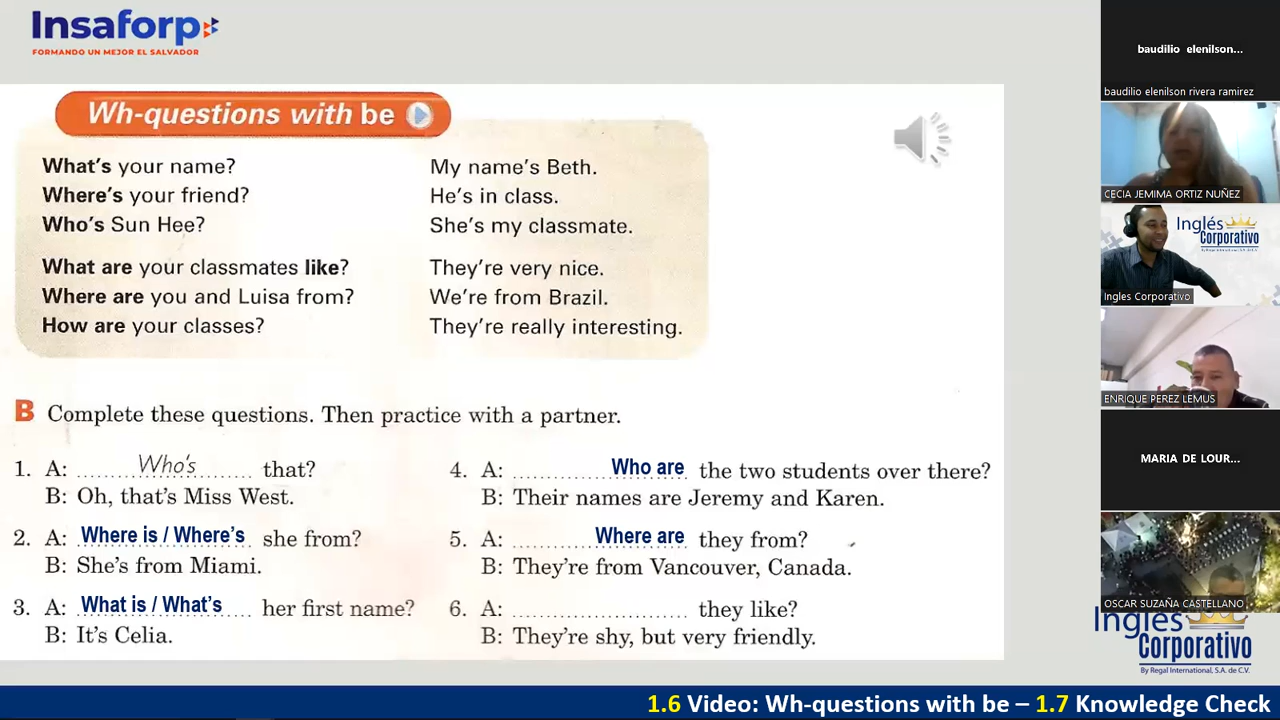 Insaforp
FORMANDO UN MEJOR EL SALVADOR
Wh-questions with be
What's your name? My name's Beth.
Where's your friend? He's in class.
Who's Sun Hee? She's my classmate.
What are your classmates like? They're very nice.
Where are you and Luisa from? We're from Brazil.
How are your classes? They're really interesting.
B Complete these questions. Then practice with a partner.
1. A: Who's that?
B: Oh, that's Miss West.
2. A: Where is / Where's she from?
B: She's from Miami.
3. A: What is / What's her first name?
B: It's Celia.
4. A: Who are the two students over there?
B: Their names are Jeremy and Karen.
5. A: Where are they from?
B: They're from Vancouver, Canada.
6. A: they like?
B: They're shy, but very friendly.
baudilio elenilson...
baudilio elenilson rivera ramirez
CECIA JEMIMA ORTIZ NUÑEZ
Inglés
Corporativo
Ingles Corporativo
ENRIQUE PEREZ LEMUS
MARIA DE LOUR...
OSCAR SUZAÑA CASTELLANO
Inglés
Corporativo
By Regal International, S.A. de C.V.
1.6 Video: Wh-questions with be – 1.7 Knowledge Check